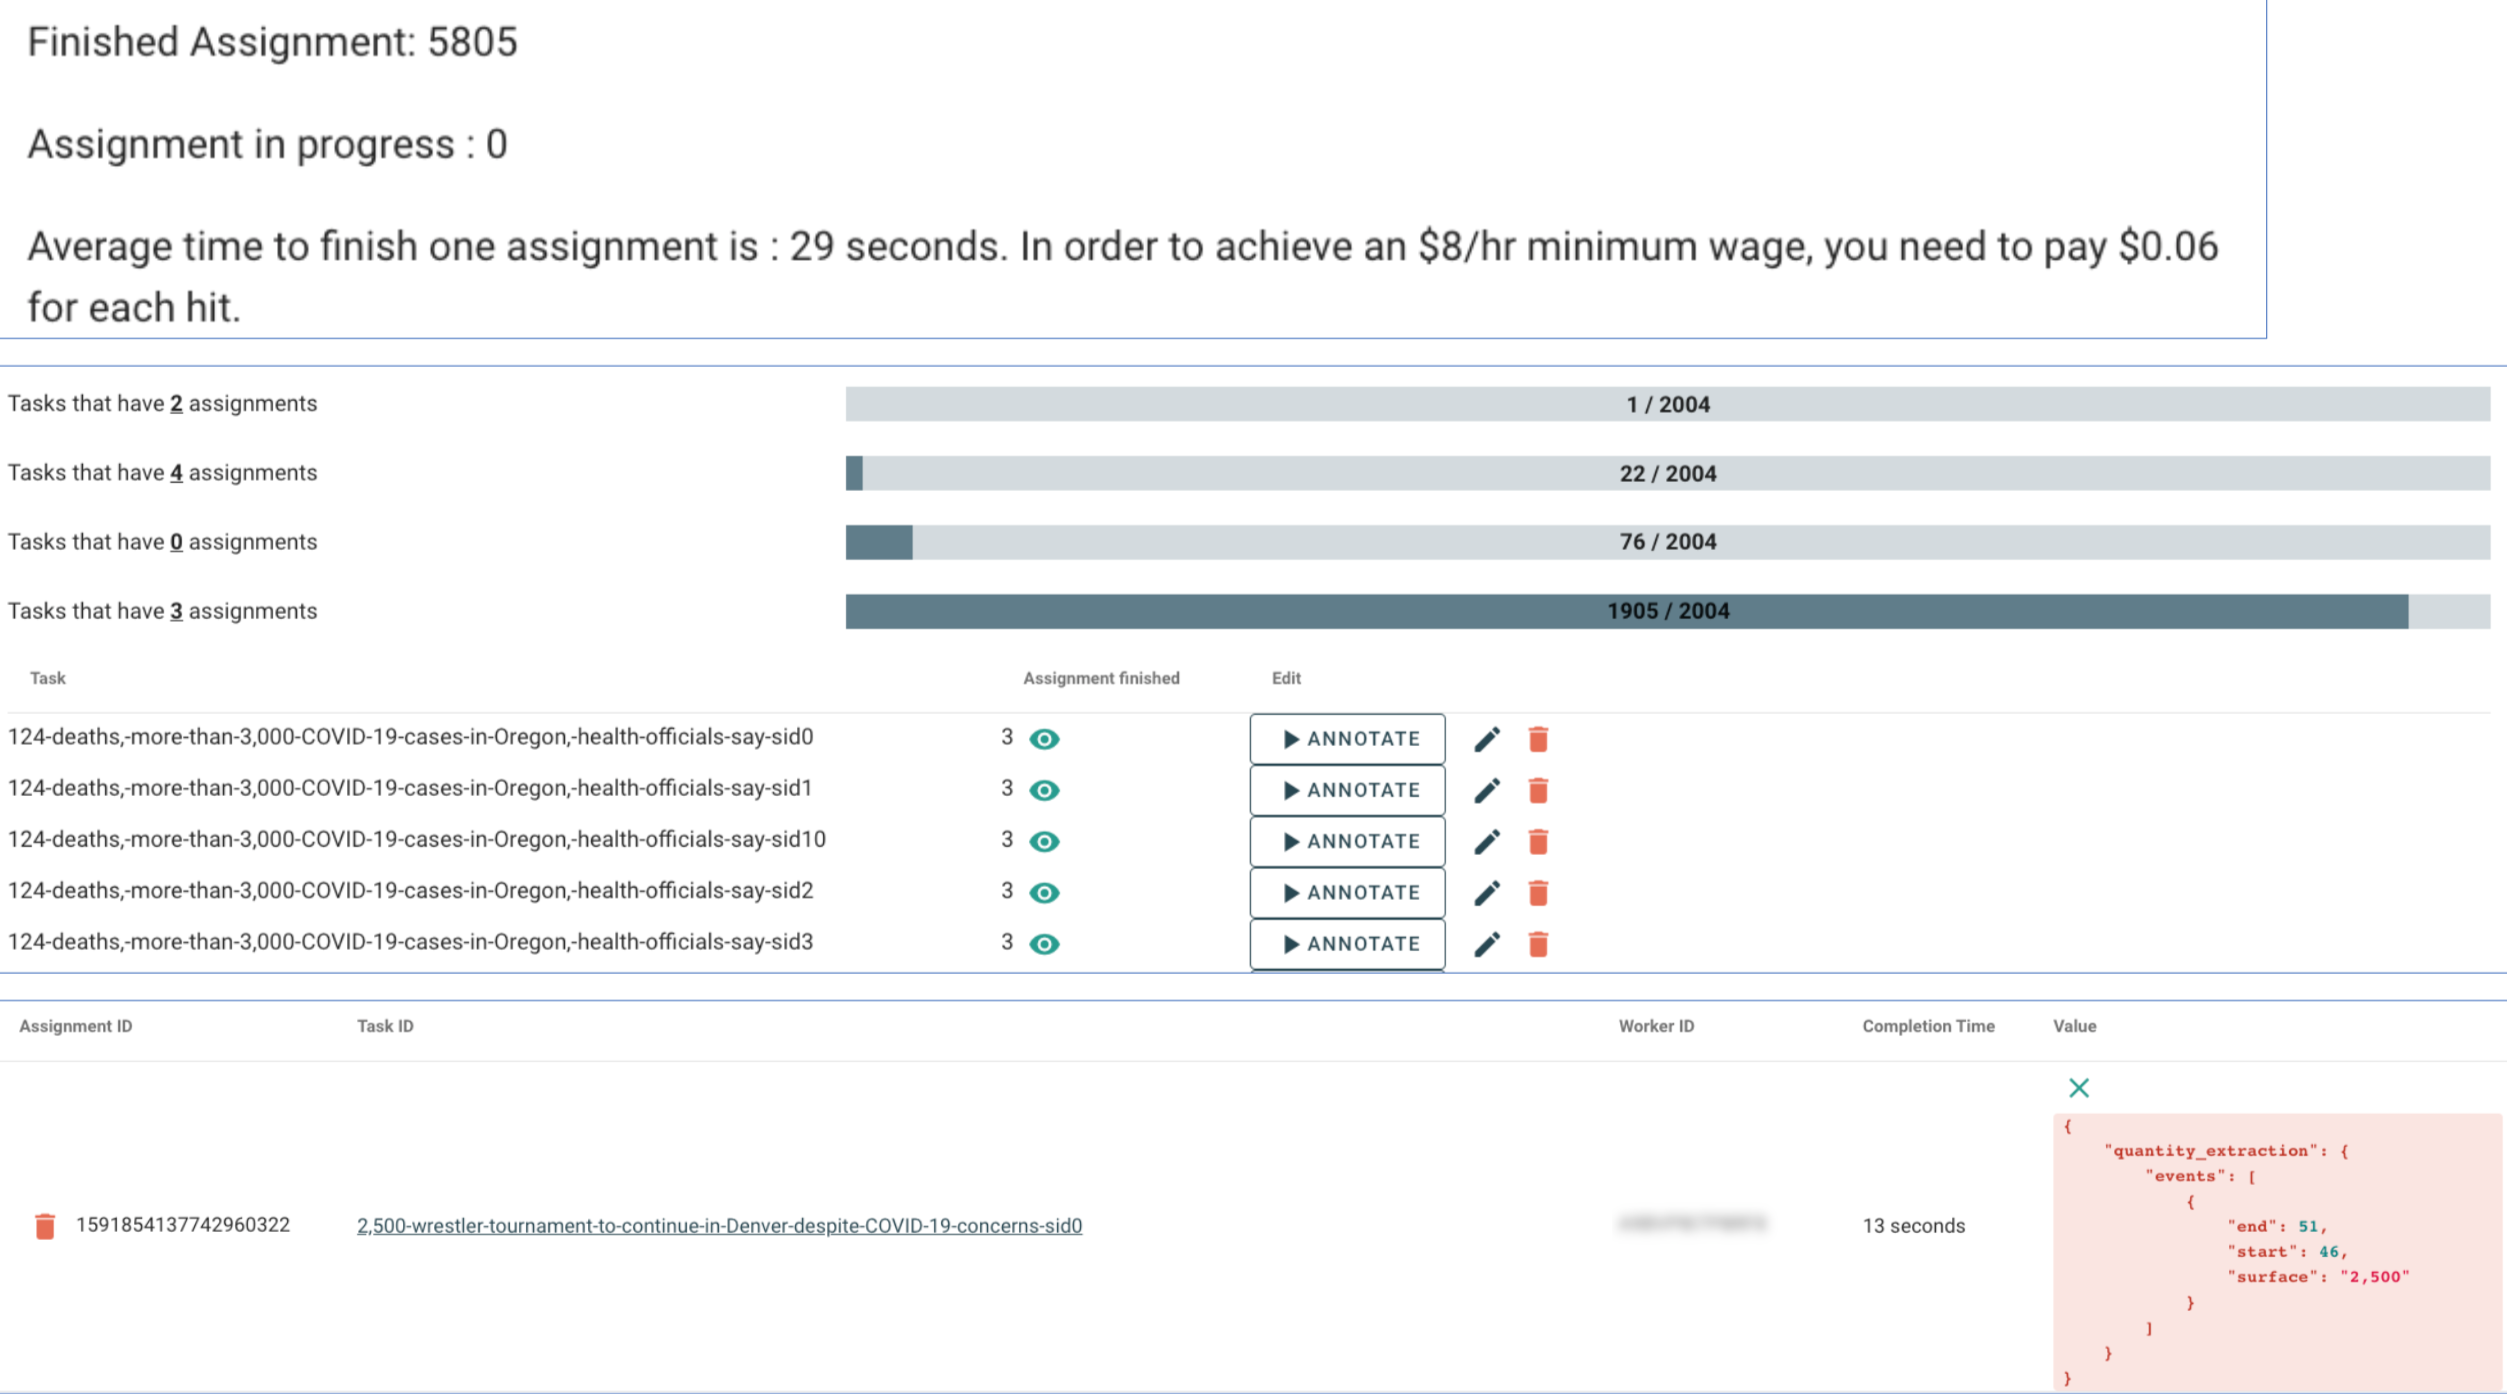 Finished Assignment: 5805
Assignment in progress : 0
Average time to finish one assignment is : 29 seconds. In order to achieve an $8/hr minimum wage, you need to pay $0.06
for each hit.
Tasks that have 2 assignments 1 / 2004
Tasks that have 4 assignments 22 / 2004
Tasks that have 0 assignments 76 / 2004
Tasks that have 3 assignments 1905 / 2004
Task Assignment finished Edit
124-deaths,-more-than-3,000-COVID-19-cases-in-Oregon,-health-officials-say-sid0 3 ANNOTATE
124-deaths,-more-than-3,000-COVID-19-cases-in-Oregon,-health-officials-say-sid1 3 ANNOTATE
124-deaths,-more-than-3,000-COVID-19-cases-in-Oregon,-health-officials-say-sid10 3 ANNOTATE
124-deaths,-more-than-3,000-COVID-19-cases-in-Oregon,-health-officials-say-sid2 3 ANNOTATE
124-deaths,-more-than-3,000-COVID-19-cases-in-Oregon,-health-officials-say-sid3 3 ANNOTATE
Assignment ID Task ID Worker ID Completion Time Value
1591854137742960322 2,500-wrestler-tournament-to-continue-in-Denver-despite-COVID-19-concerns-sid0 13 seconds
{
"quantity_extraction": {
"events": [
{
"end": 51,
"start": 46,
"surface": "2,500"
}
]
}
}